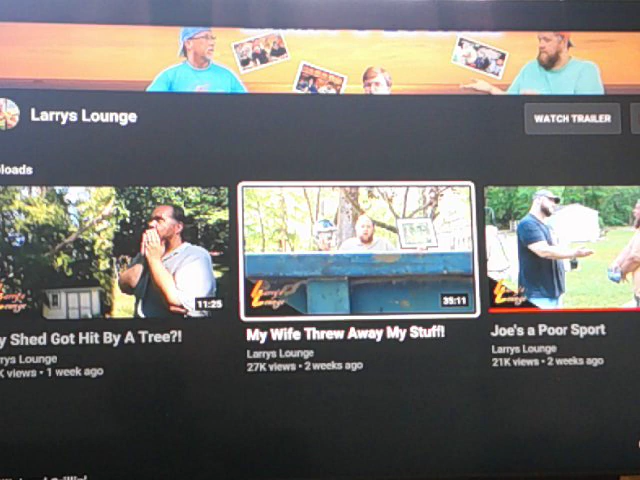 Larrys Lounge
WATCH TRAILER
loads
11:25
35:11
y Shed Got Hit By A Tree?!
rrys Lounge
K views • 1 week ago
My Wife Threw Away My Stuff!
Larrys Lounge
27K views • 2 weeks ago
Joe's a Poor Sport
Larrys Lounge
21K views • 2 weeks ago